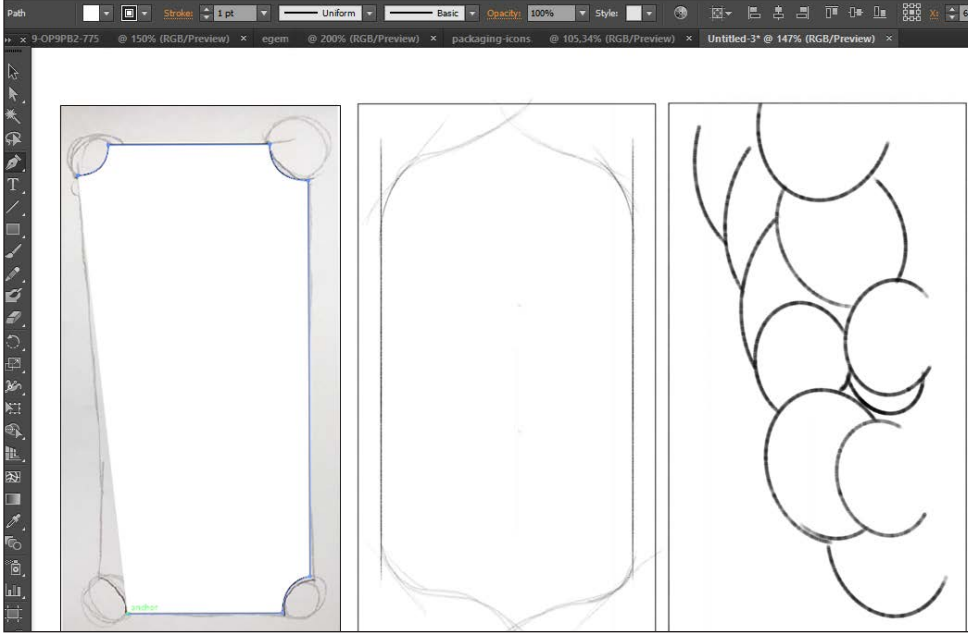 Path Stroke: 1 pt Uniform Basic Opacity: 100% Style: X: 6
9-OP9PB2-775 @ 150% (RGB/Preview) × egem @ 200% (RGB/Preview) × packaging-icons @ 105,34% (RGB/Preview) × Untitled-3* @ 147% (RGB/Preview) ×
T
anchor